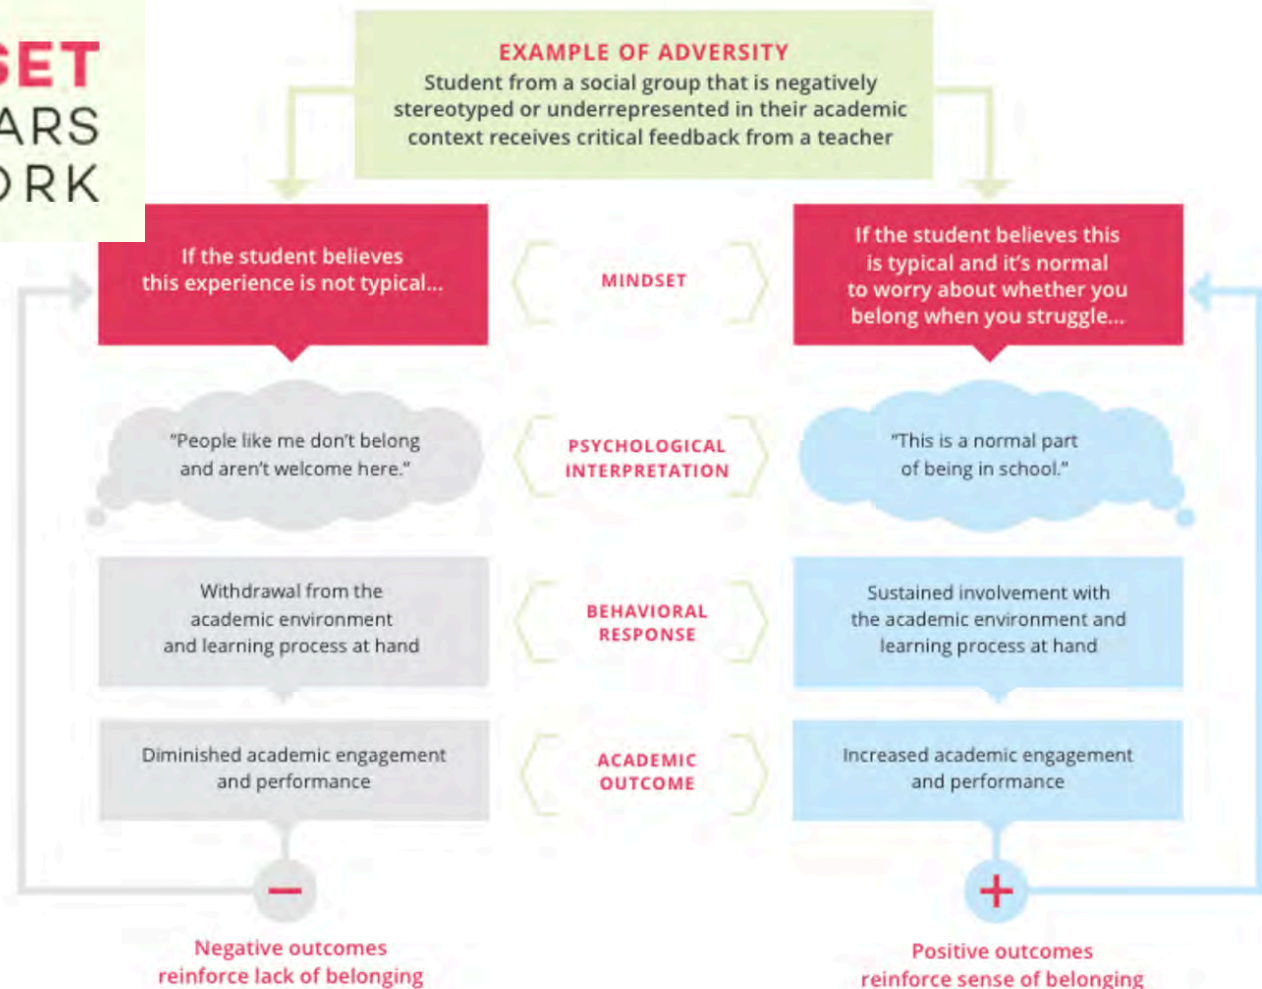 SET
ARS
ORK
EXAMPLE OF ADVERSITY
Student from a social group that is negatively
stereotyped or underrepresented in their academic
context receives critical feedback from a teacher
If the student believes
this experience is not typical...
MINDSET
If the student believes this
is typical and it's normal
to worry about whether you
belong when you struggle...
"People like me don't belong
and aren't welcome here."
PSYCHOLOGICAL
INTERPRETATION
"This is a normal part
of being in school."
Withdrawal from the
academic environment
and learning process at hand
BEHAVIORAL
RESPONSE
Sustained involvement with
the academic environment and
learning process at hand
Diminished academic engagement
and performance
ACADEMIC
OUTCOME
Increased academic engagement
and performance
−
+
Negative outcomes
reinforce lack of belonging
Positive outcomes
reinforce sense of belonging